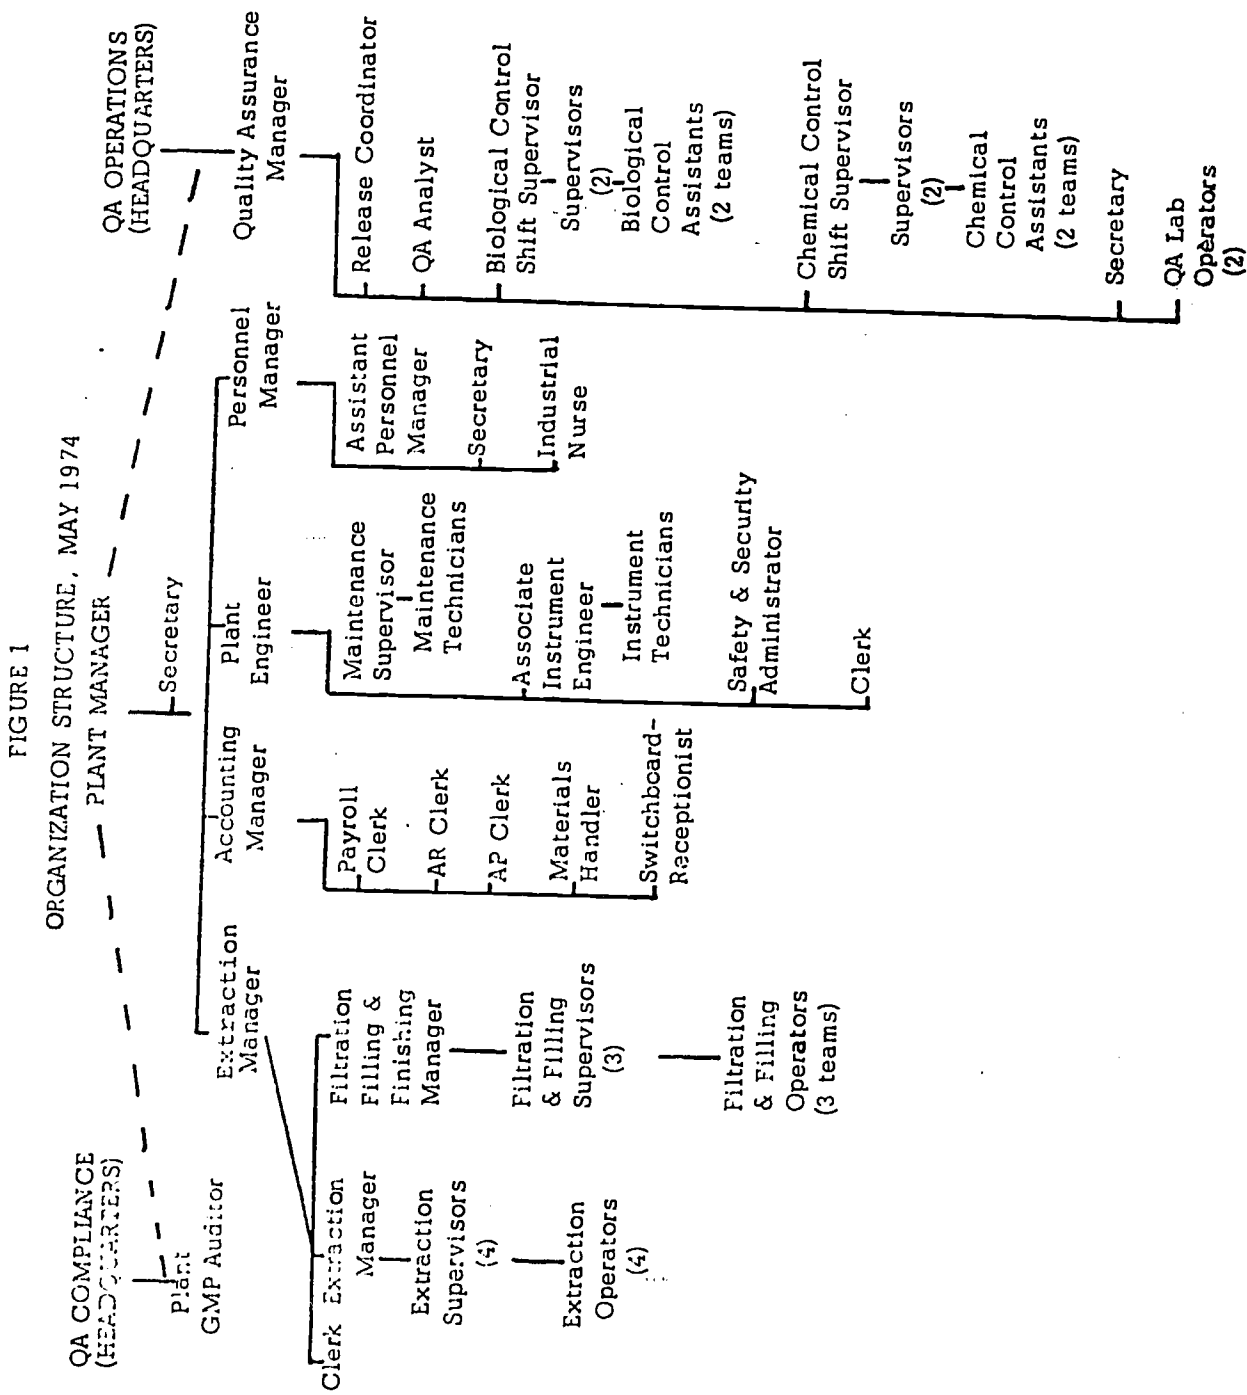 FIGURE 1
ORGANIZATION STRUCTURE, MAY 1974
QA COMPLIANCE
(HEADQUARTERS)
PLANT MANAGER
QA OPERATIONS
(HEADQUARTERS)
Plant
GMP Auditor
Secretary
Extraction
Manager
Accounting
Manager
Plant
Engineer
Personnel
Manager
Quality Assurance
Manager
Clerk
Extraction
Manager
Extraction
Supervisors
(4)
Extraction
Operators
(4)
Filtration
Filling &
Finishing
Manager
Filtration
& Filling
Supervisors
(3)
Filtration
& Filling
Operators
(3 teams)
Payroll
Clerk
AR Clerk
AP Clerk
Materials
Handler
Switchboard-
Receptionist
Maintenance
Supervisor
Maintenance
Technicians
Associate
Instrument
Engineer
Instrument
Technicians
Safety & Security
Administrator
Clerk
Assistant
Personnel
Manager
Secretary
Industrial
Nurse
Release Coordinator
QA Analyst
Biological Control
Shift Supervisor
Supervisors
(2)
Biological
Control
Assistants
(2 teams)
Chemical Control
Shift Supervisor
Supervisors
(2)
Chemical
Control
Assistants
(2 teams)
Secretary
QA Lab
Operators
(2)